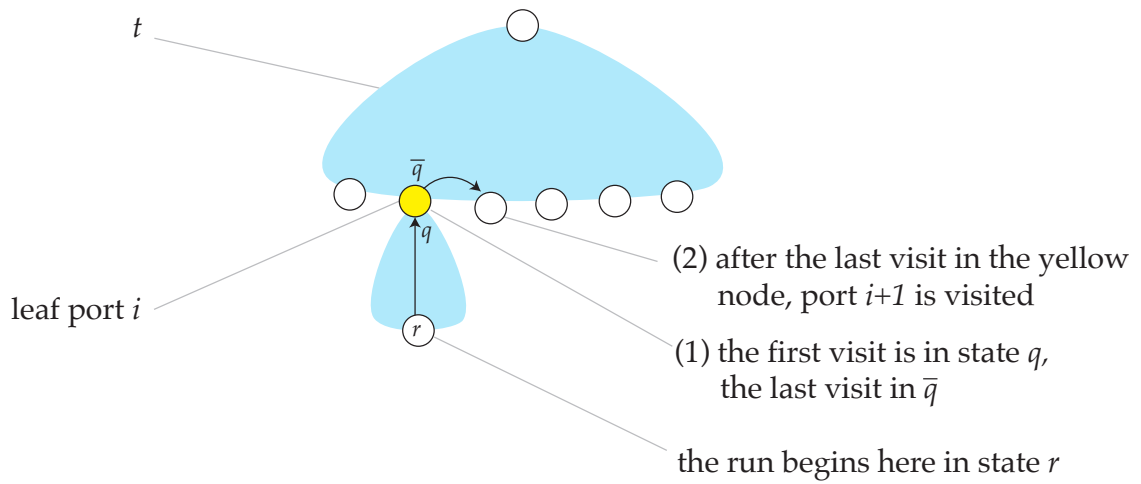 t
q̅
q
(2) after the last visit in the yellow
node, port i+1 is visited
leaf port i
r
(1) the first visit is in state q,
the last visit in q̅
the run begins here in state r